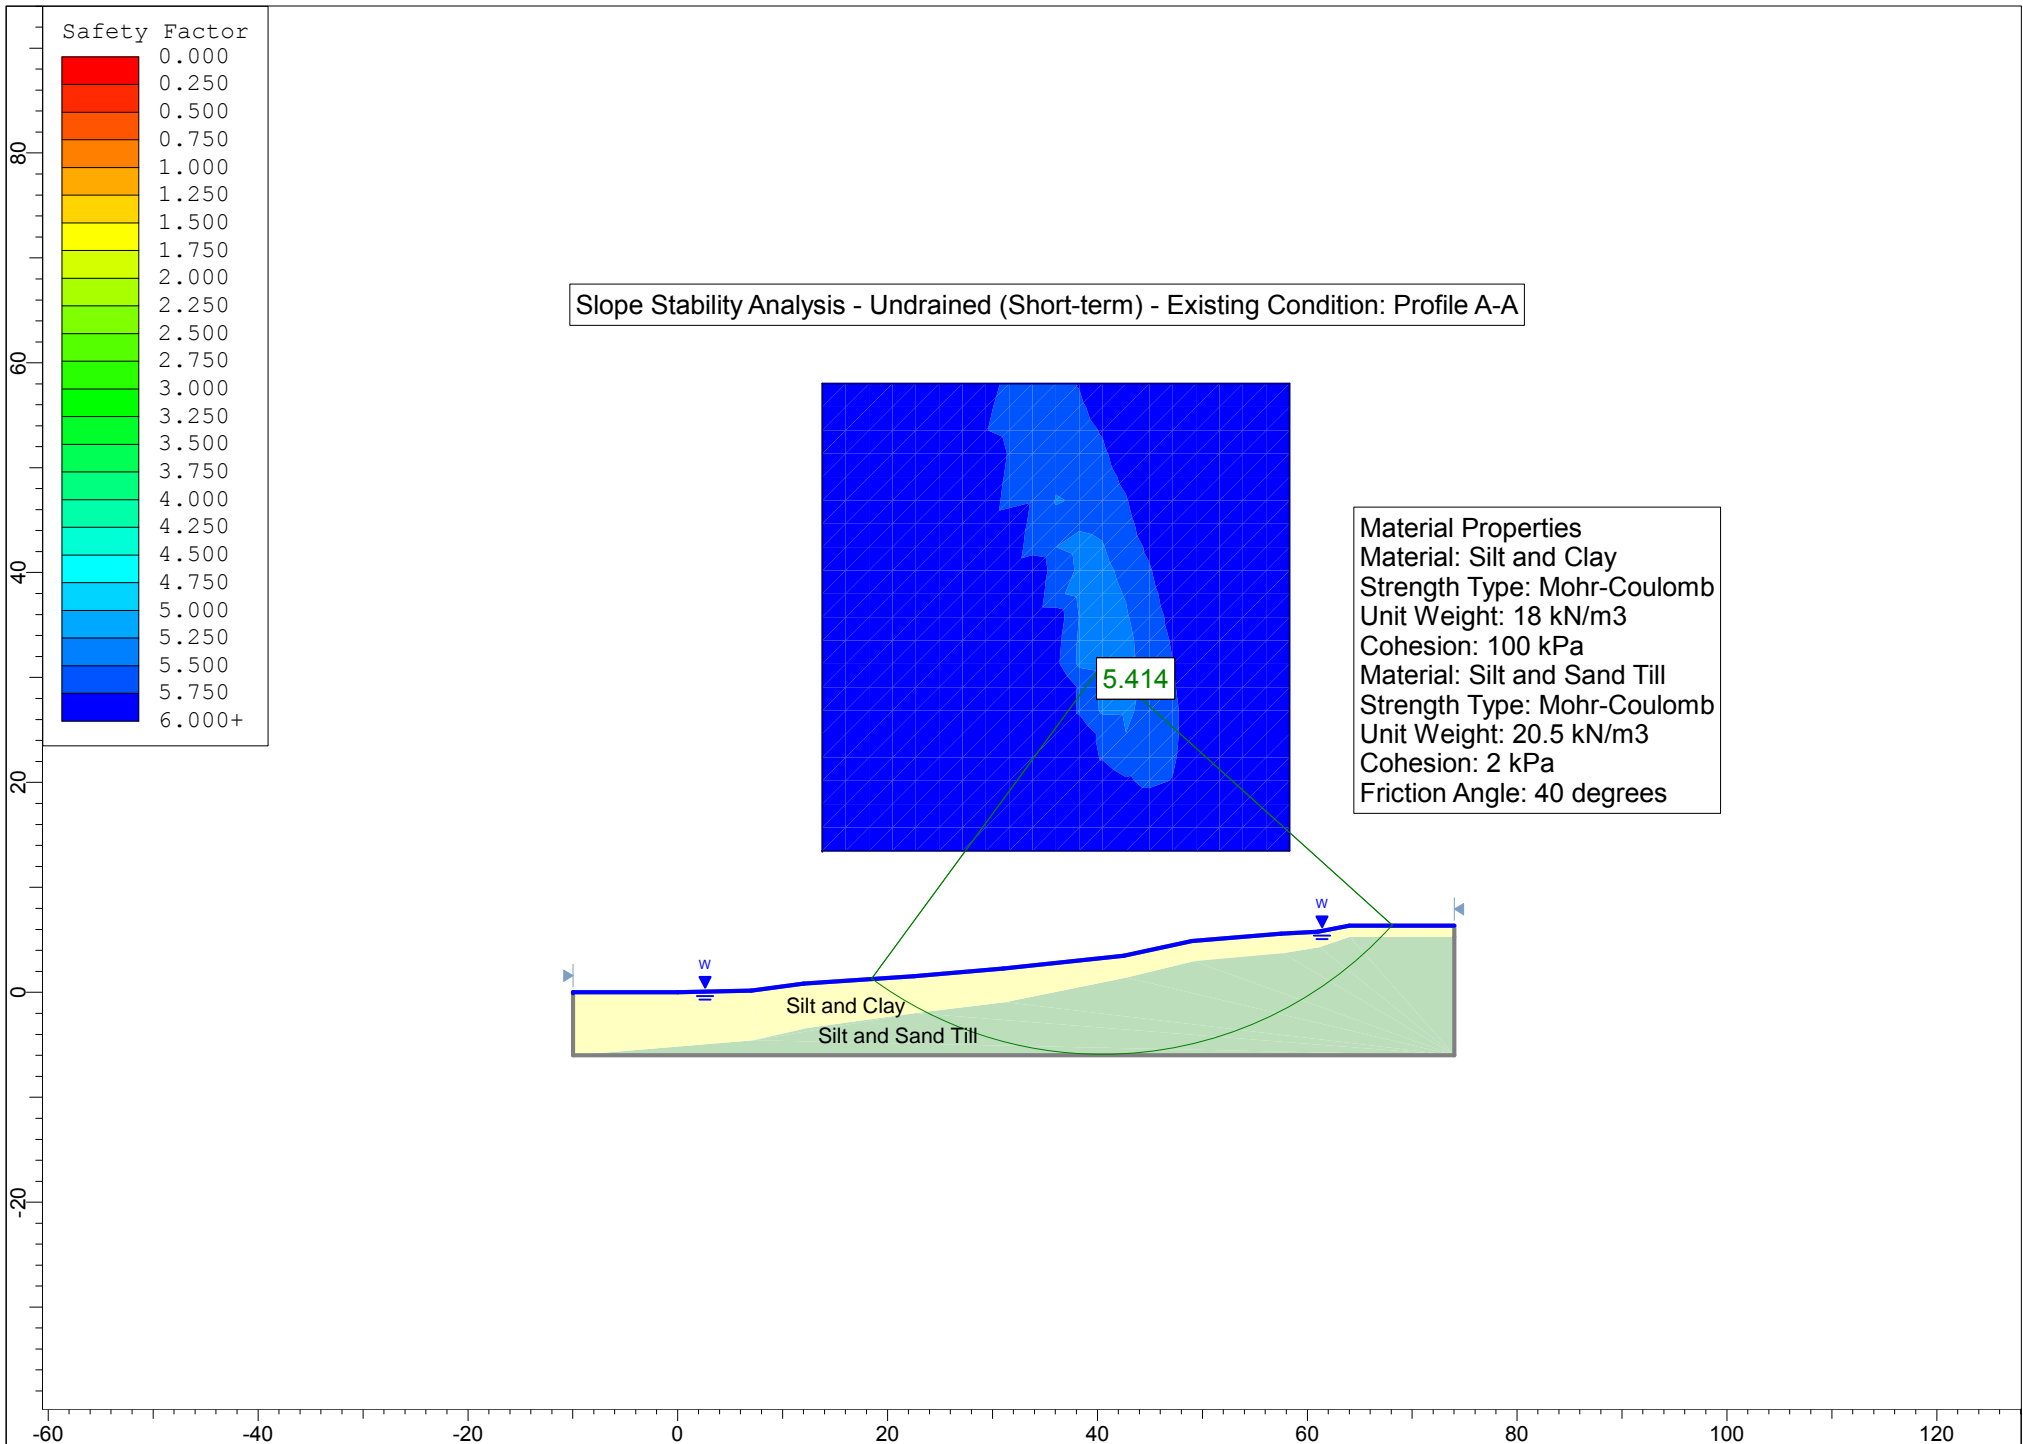 Safety Factor
0.000
0.250
0.500
0.750
1.000
1.250
1.500
1.750
2.000
2.250
2.500
2.750
3.000
3.250
3.500
3.750
4.000
4.250
4.500
4.750
5.000
5.250
5.500
5.750
6.000+
Slope Stability Analysis - Undrained (Short-term) - Existing Condition: Profile A-A
5.414
Material Properties
Material: Silt and Clay
Strength Type: Mohr-Coulomb
Unit Weight: 18 kN/m3
Cohesion: 100 kPa
Material: Silt and Sand Till
Strength Type: Mohr-Coulomb
Unit Weight: 20.5 kN/m3
Cohesion: 2 kPa
Friction Angle: 40 degrees
W
W
Silt and Clay
Silt and Sand Till
80
60
40
20
0
-20
-60
-40
-20
0
20
40
60
80
100
120